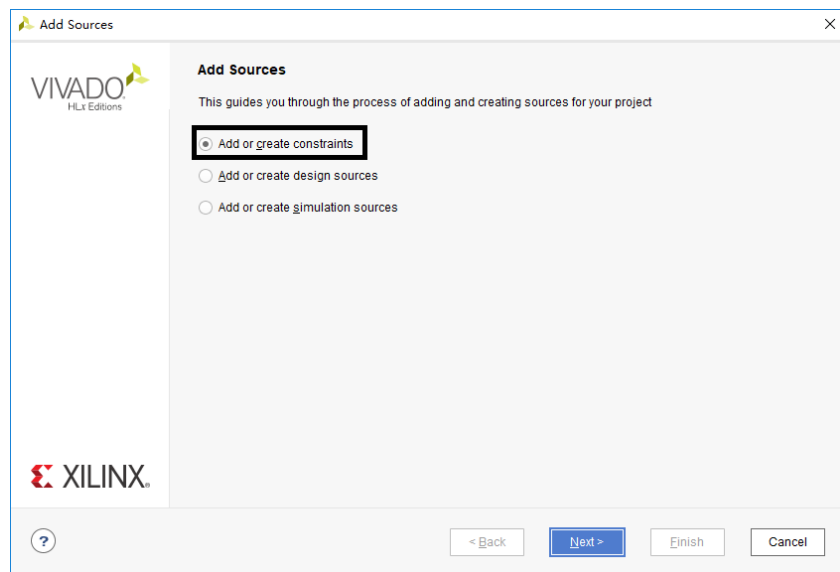 Add Sources
VIVADO
HLx Editions
Add Sources
This guides you through the process of adding and creating sources for your project
Add or create constraints
Add or create design sources
Add or create simulation sources
XILINX
?
< Back
Next >
Finish
Cancel